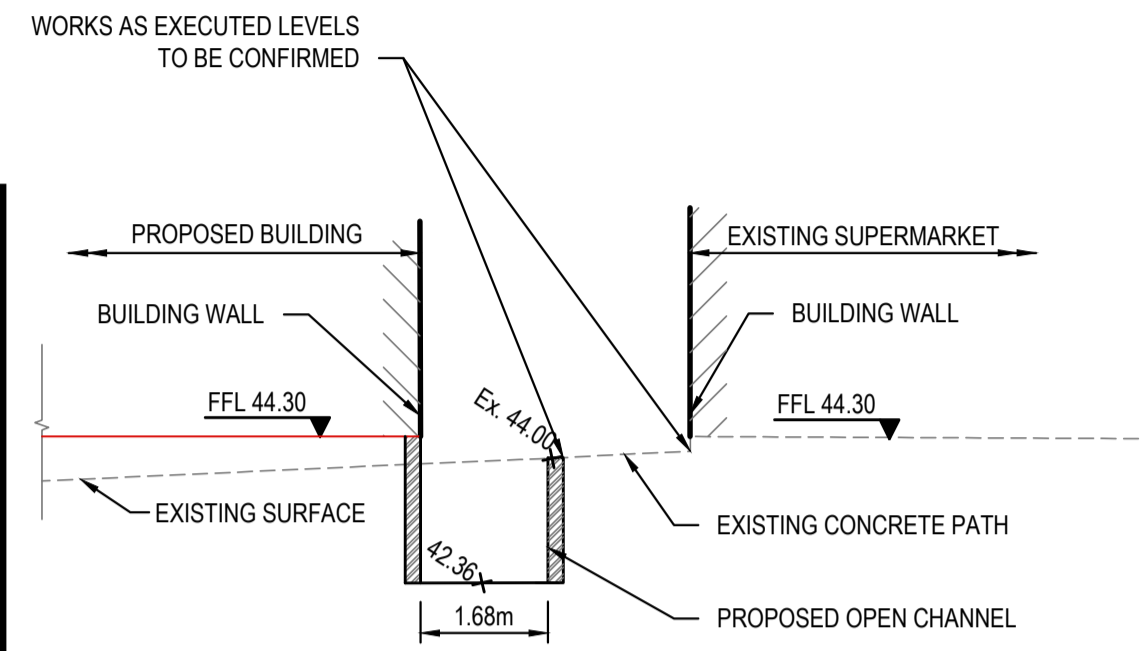 WORKS AS EXECUTED LEVELS
TO BE CONFIRMED
PROPOSED BUILDING
EXISTING SUPERMARKET
BUILDING WALL
BUILDING WALL
FFL 44.30
Ex. 44.00
FFL 44.30
EXISTING SURFACE
EXISTING CONCRETE PATH
42.36
1.68m
PROPOSED OPEN CHANNEL